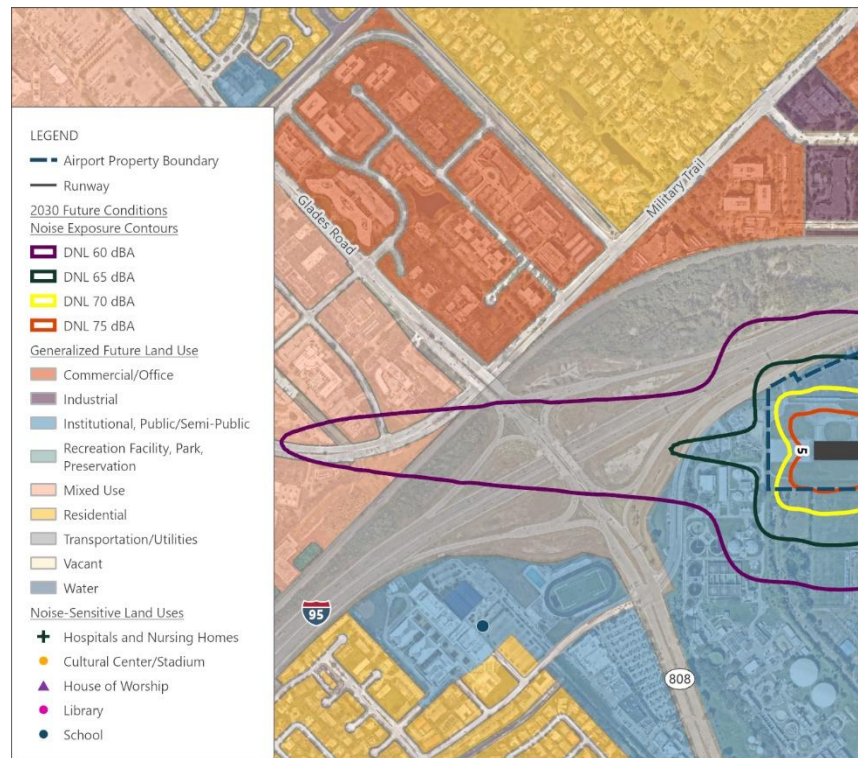 LEGEND
Airport Property Boundary
Runway
2030 Future Conditions
Noise Exposure Contours
DNL 60 dBA
DNL 65 dBA
DNL 70 dBA
DNL 75 dBA
Generalized Future Land Use
Commercial/Office
Industrial
Institutional, Public/Semi-Public
Recreation Facility, Park,
Preservation
Mixed Use
Residential
Transportation/Utilities
Vacant
Water
Noise-Sensitive Land Uses
Hospitals and Nursing Homes
Cultural Center/Stadium
House of Worship
Library
School
Glades Road
Military Trail
5
95
808